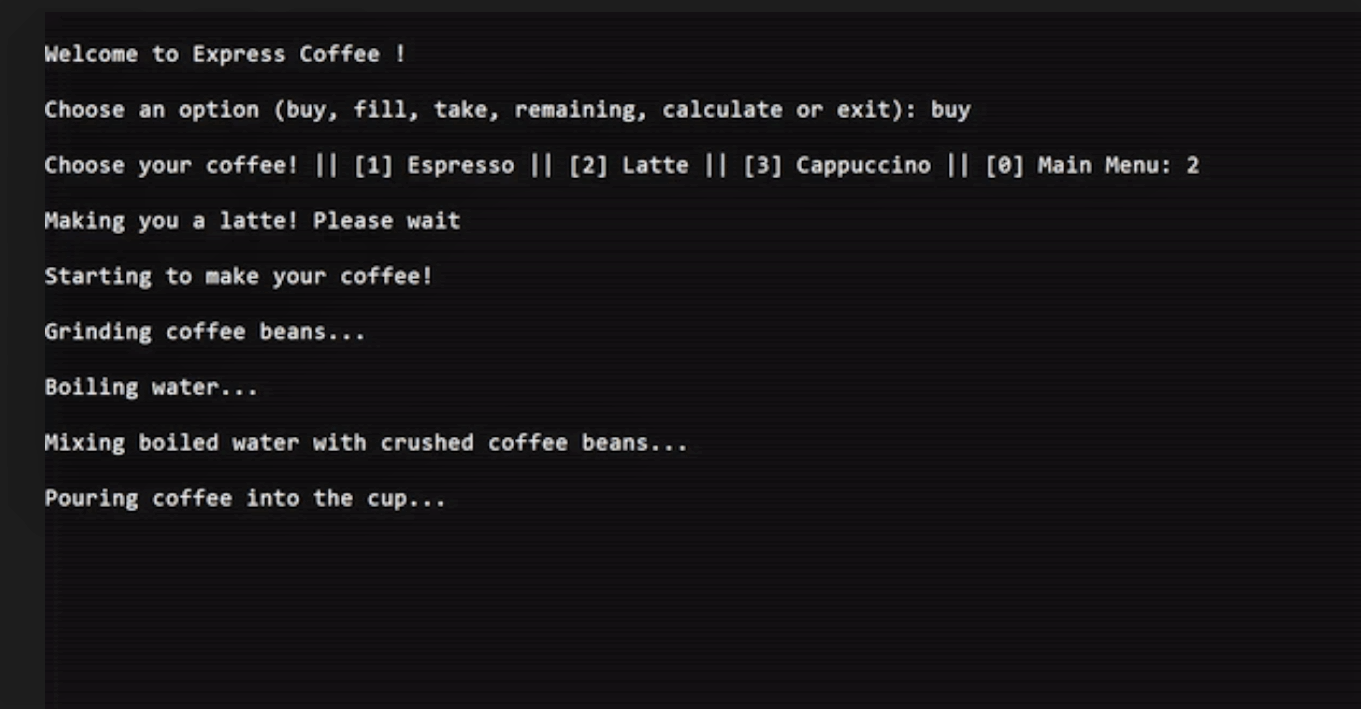 Welcome to Express Coffee !
Choose an option (buy, fill, take, remaining, calculate or exit): buy
Choose your coffee! || [1] Espresso || [2] Latte || [3] Cappuccino || [0] Main Menu: 2
Making you a latte! Please wait
Starting to make your coffee!
Grinding coffee beans...
Boiling water...
Mixing boiled water with crushed coffee beans...
Pouring coffee into the cup...